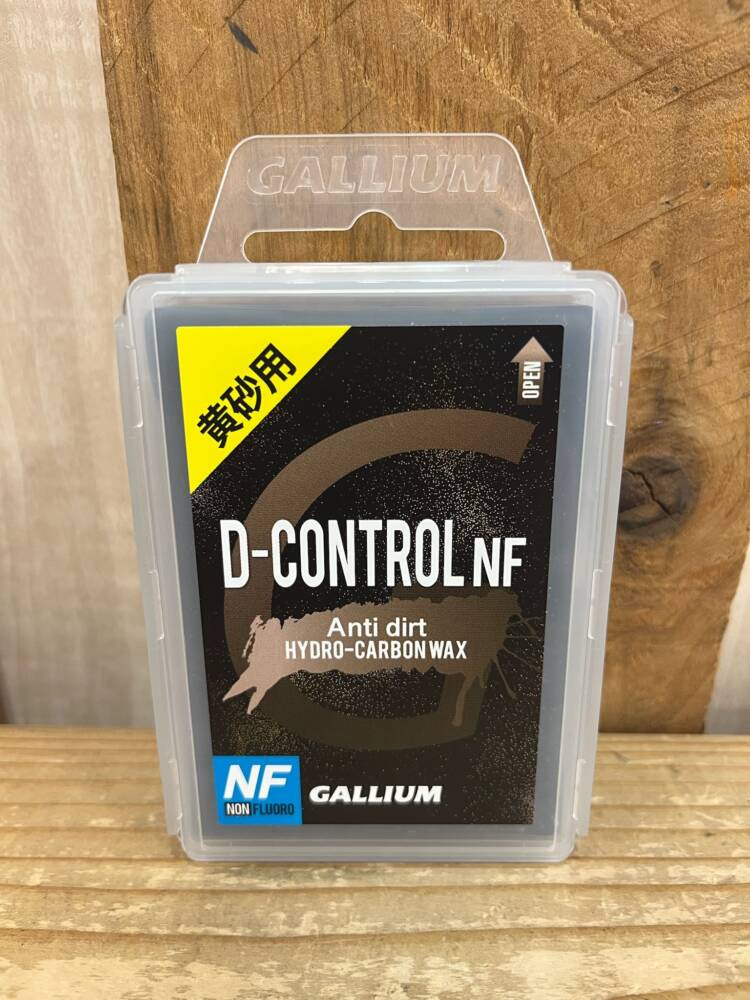 GALLIUM
黄砂用
OPEN
D-CONTROL NF
Anti dirt
HYDRO-CARBON WAX
NF
NON FLUORO
GALLIUM